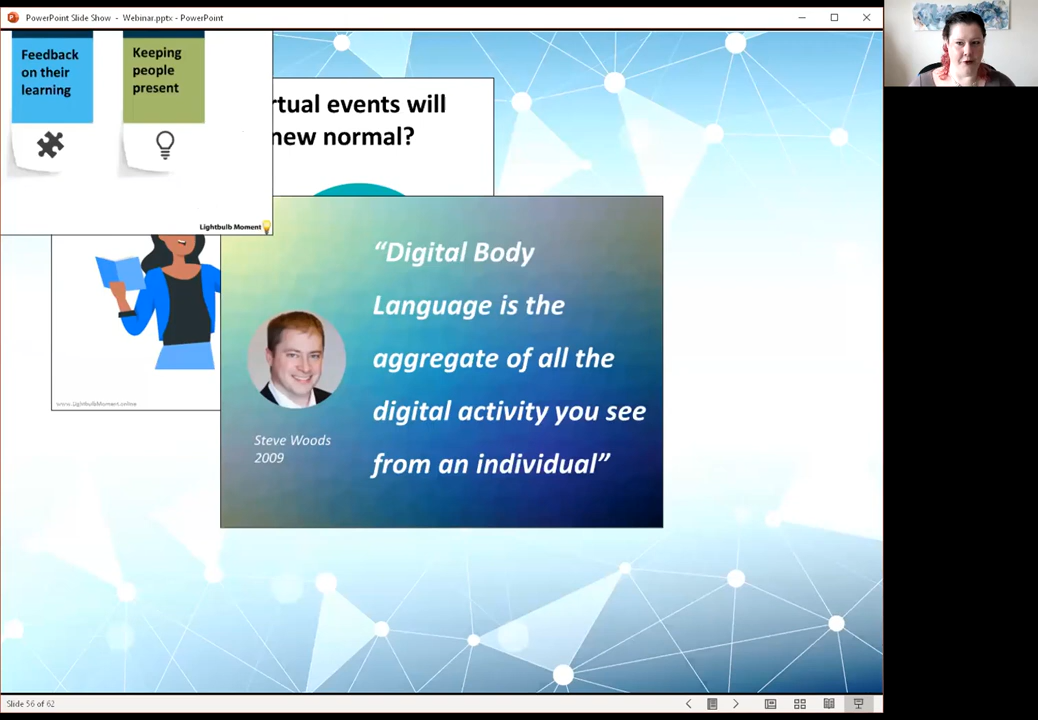 PowerPoint Slide Show - Webinar.pptx - PowerPoint
Feedback
on their
learning
Keeping
people
present
rtual events will
new normal?
Lightbulb Moment
“Digital Body
Language is the
aggregate of all the
digital activity you see
from an individual”
Steve Woods
2009
www.LightbulbMoment.online
Slide 56 of 62